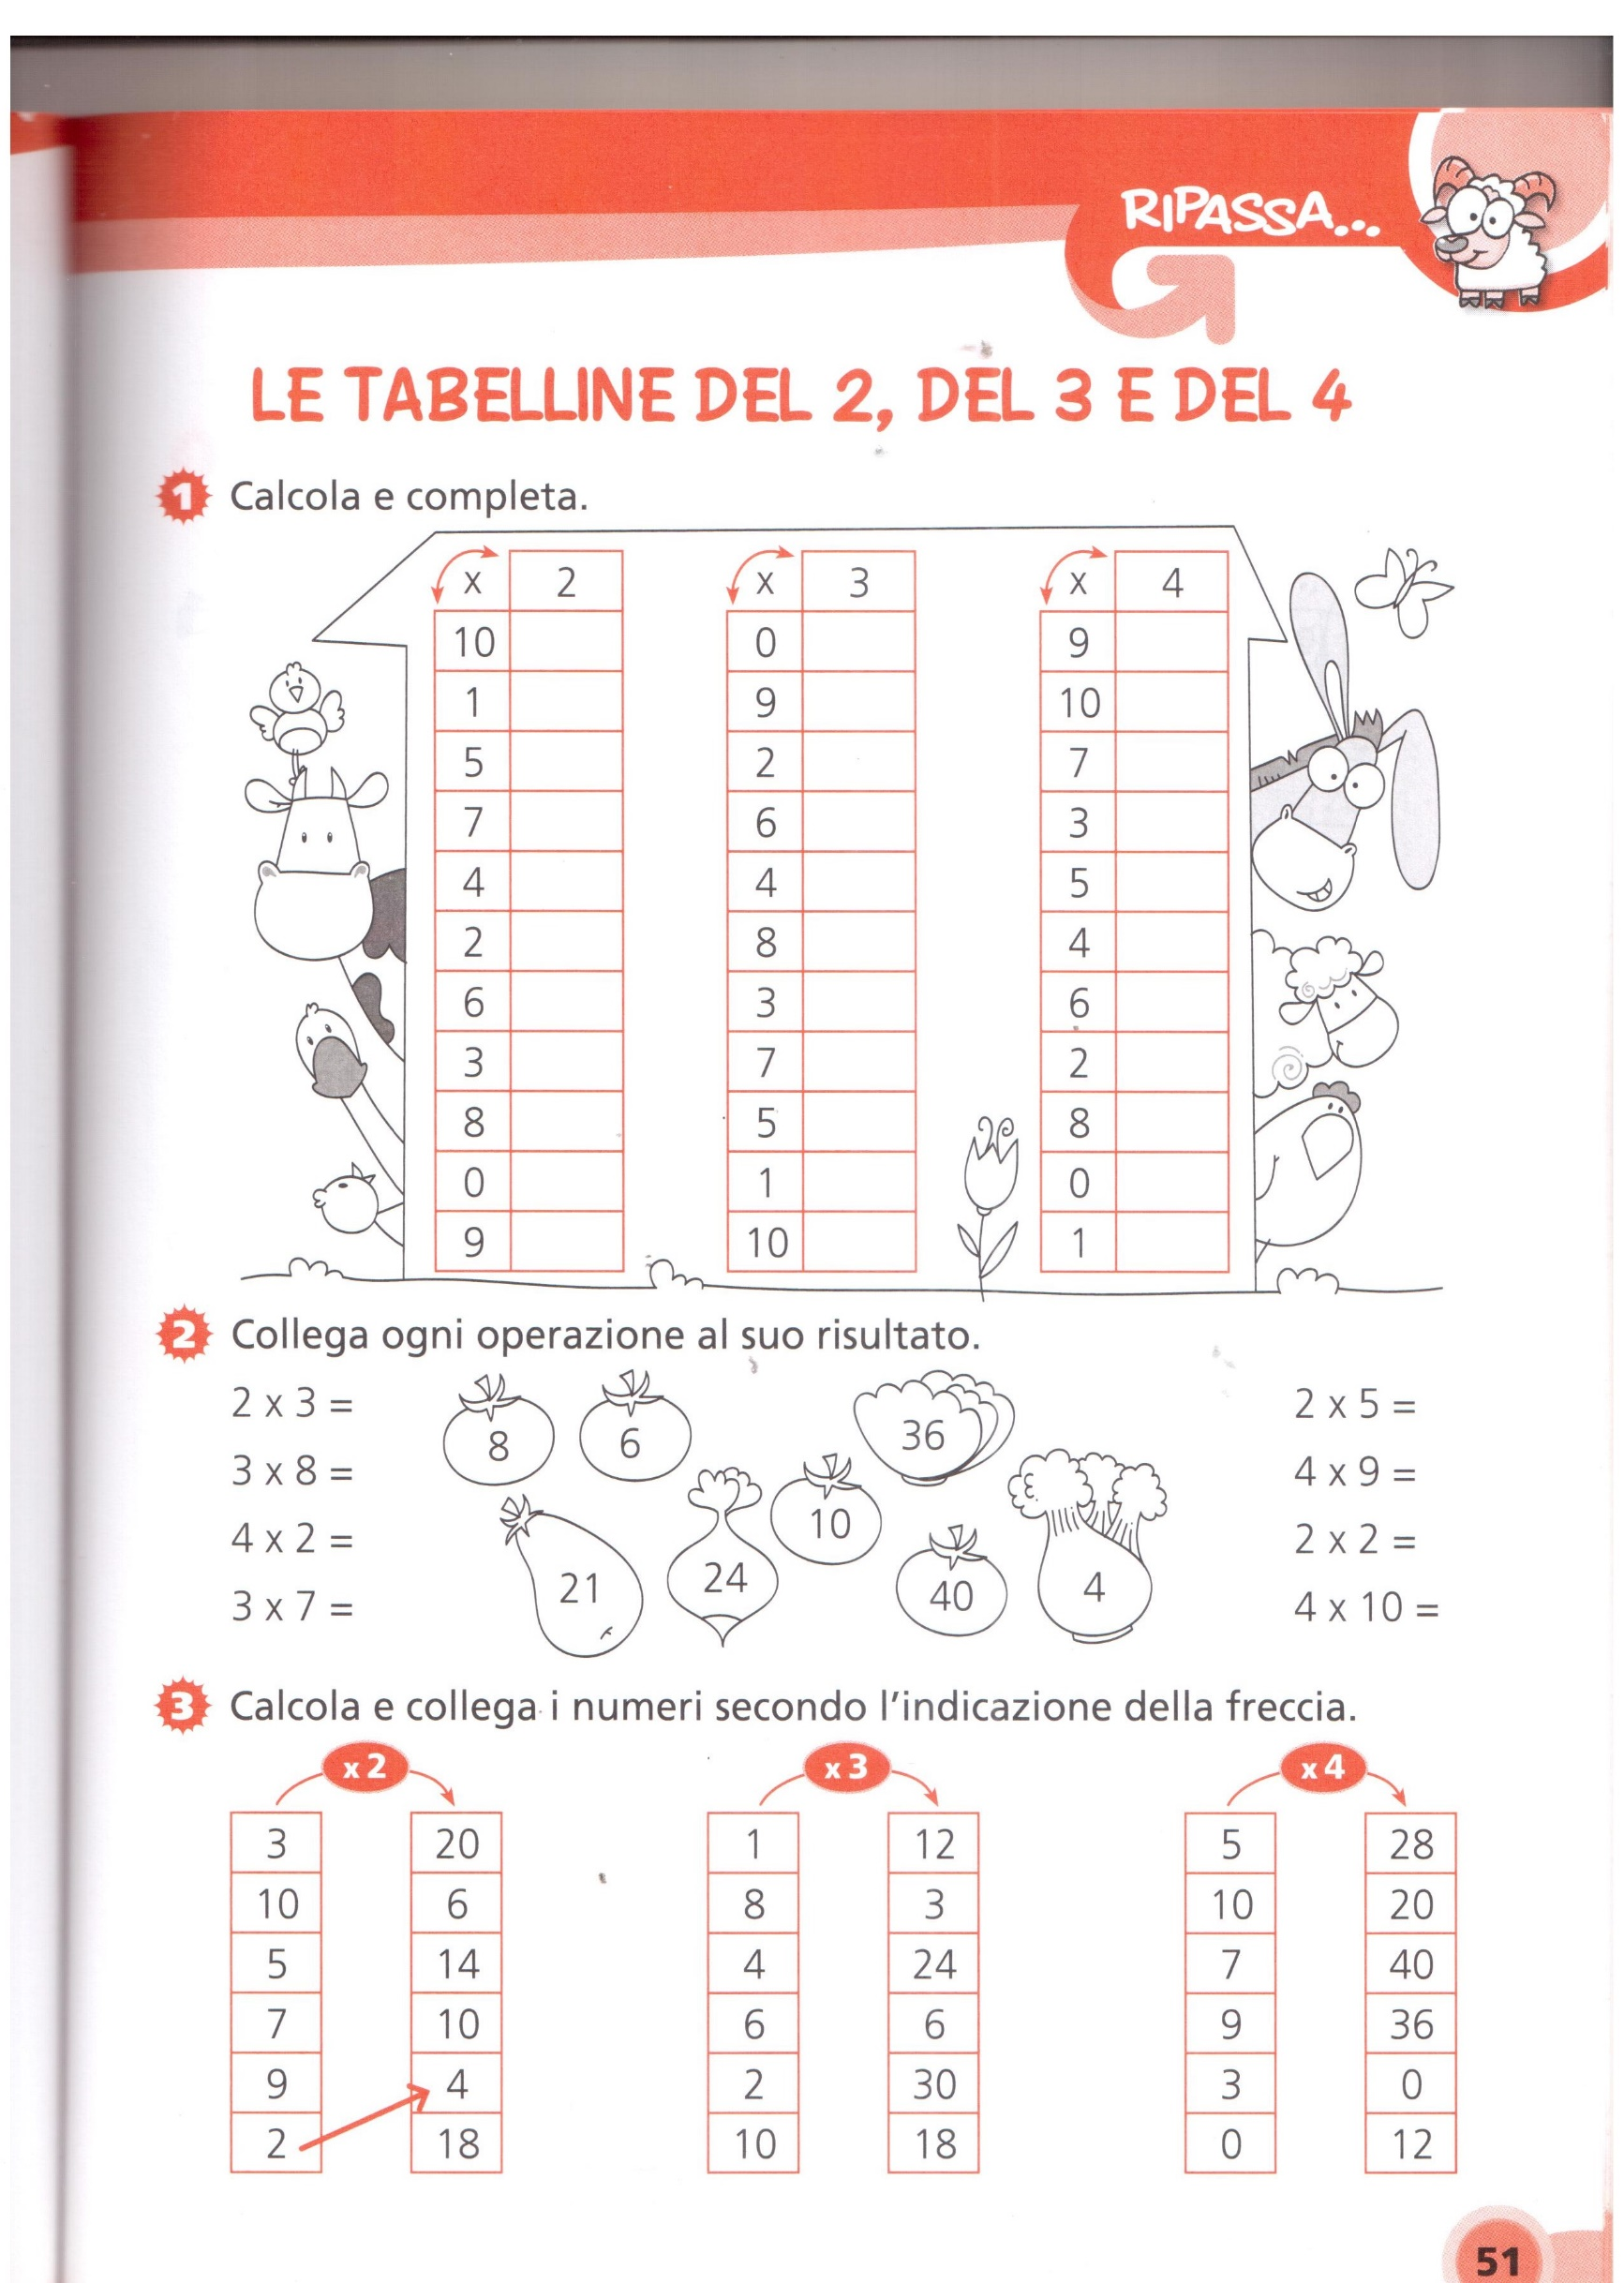 RIPASSA...
LE TABELLINE DEL 2, DEL 3 E DEL 4
1 Calcola e completa.
x 2 x 3 x 4
10 0 9
1 9 10
5 2 7
7 6 3
4 4 5
2 8 4
6 3 6
3 7 2
8 5 8
0 1 0
9 10 1
2 Collega ogni operazione al suo risultato.
2 x 3 =
3 x 8 =
4 x 2 =
3 x 7 =
8 6 36
10
21 24 40 4
2 x 5 =
4 x 9 =
2 x 2 =
4 x 10 =
3 Calcola e collega i numeri secondo l'indicazione della freccia.
x 2 x 3 x 4
3 20 1 12 5 28
10 6 8 3 10 20
5 14 4 24 7 40
7 10 6 6 9 36
9 4 2 30 3 0
2 18 10 18 0 12
51